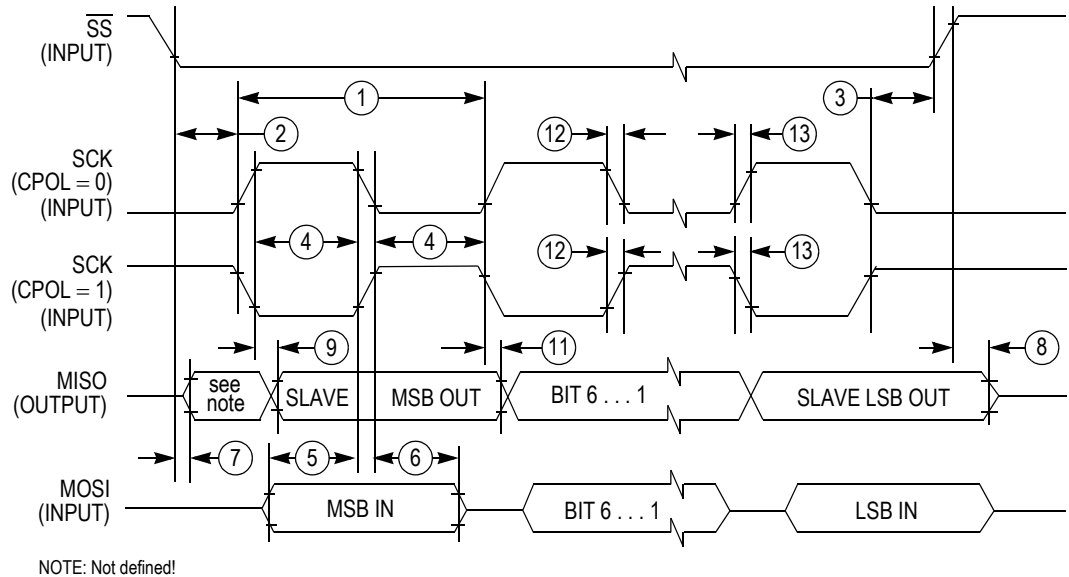 SS
(INPUT)
1
3
2
12
13
SCK
(CPOL = 0)
(INPUT)
4
4
12
13
SCK
(CPOL = 1)
(INPUT)
9
11
8
MISO
(OUTPUT)
see
note
SLAVE
MSB OUT
BIT 6 . . . 1
SLAVE LSB OUT
7
5
6
MOSI
(INPUT)
MSB IN
BIT 6 . . . 1
LSB IN
NOTE: Not defined!